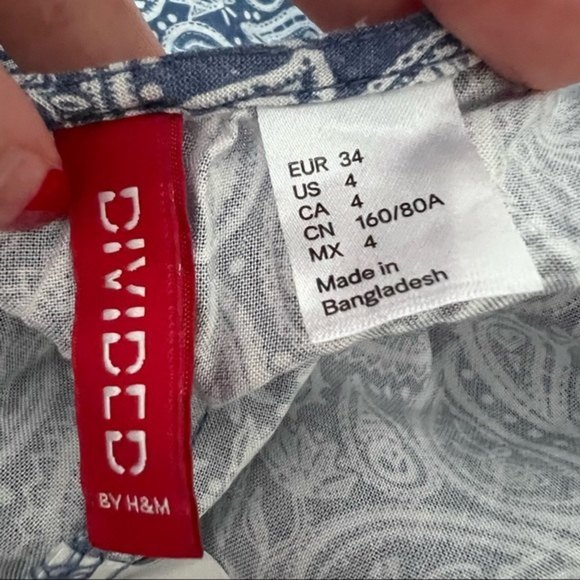 DIVIDED
BY H&M
EUR 34
US 4
CA 4
CN 160/80A
MX 4
Made in
Bangladesh